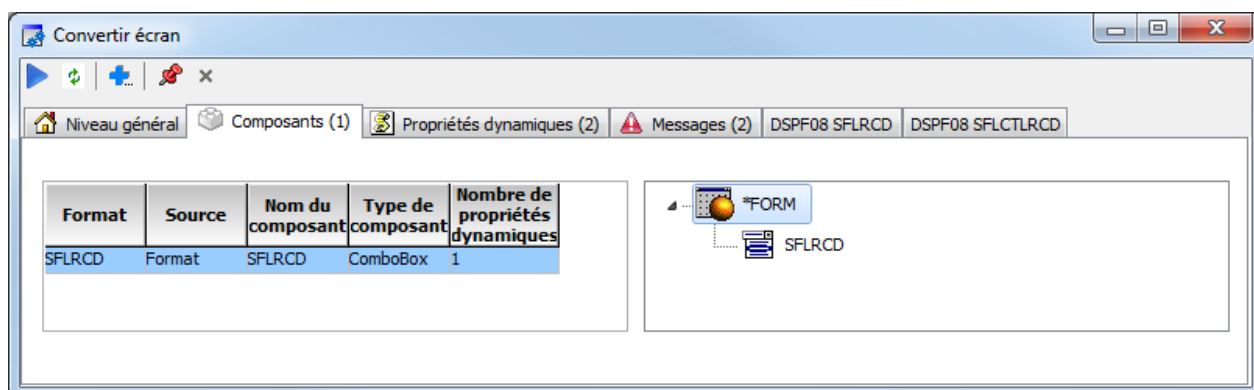 Convertir écran
Niveau général Composants (1) Propriétés dynamiques (2) Messages (2) DSPF08 SFLRCD DSPF08 SFLCTLRCD
Format Source Nom du composant Type de composant Nombre de propriétés dynamiques
SFLRCD Format SFLRCD ComboBox 1
*FORM
SFLRCD